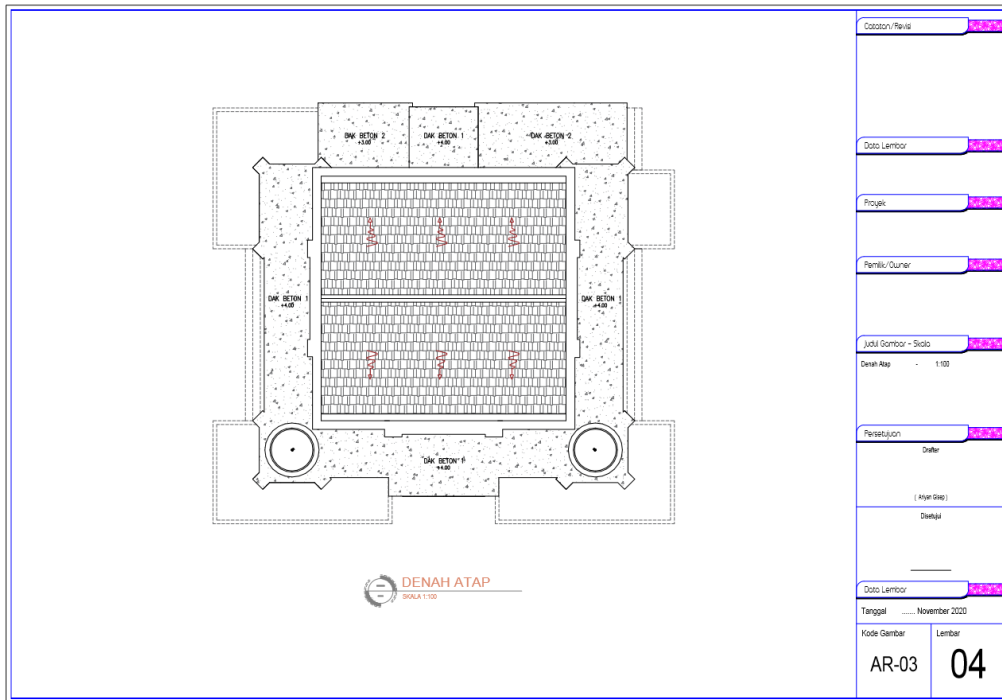 DAK BETON 2
+3.00
DAK BETON 1
+4.00
DAK BETON 2
+3.00
DAK BETON 1
+4.00
DAK BETON 1
+4.00
DAK BETON 1
+4.00
DENAH ATAP
SKALA 1:100
Catatan/Revisi
Data Lembar
Proyek
Pemilik/Owner
Judul Gambar - Skala
Denah Atap - 1:100
Persetujuan
Drafter
Disetujui
Data Lembar
Tanggal ...... November 2020
Kode Gambar
Lembar
AR-03
04